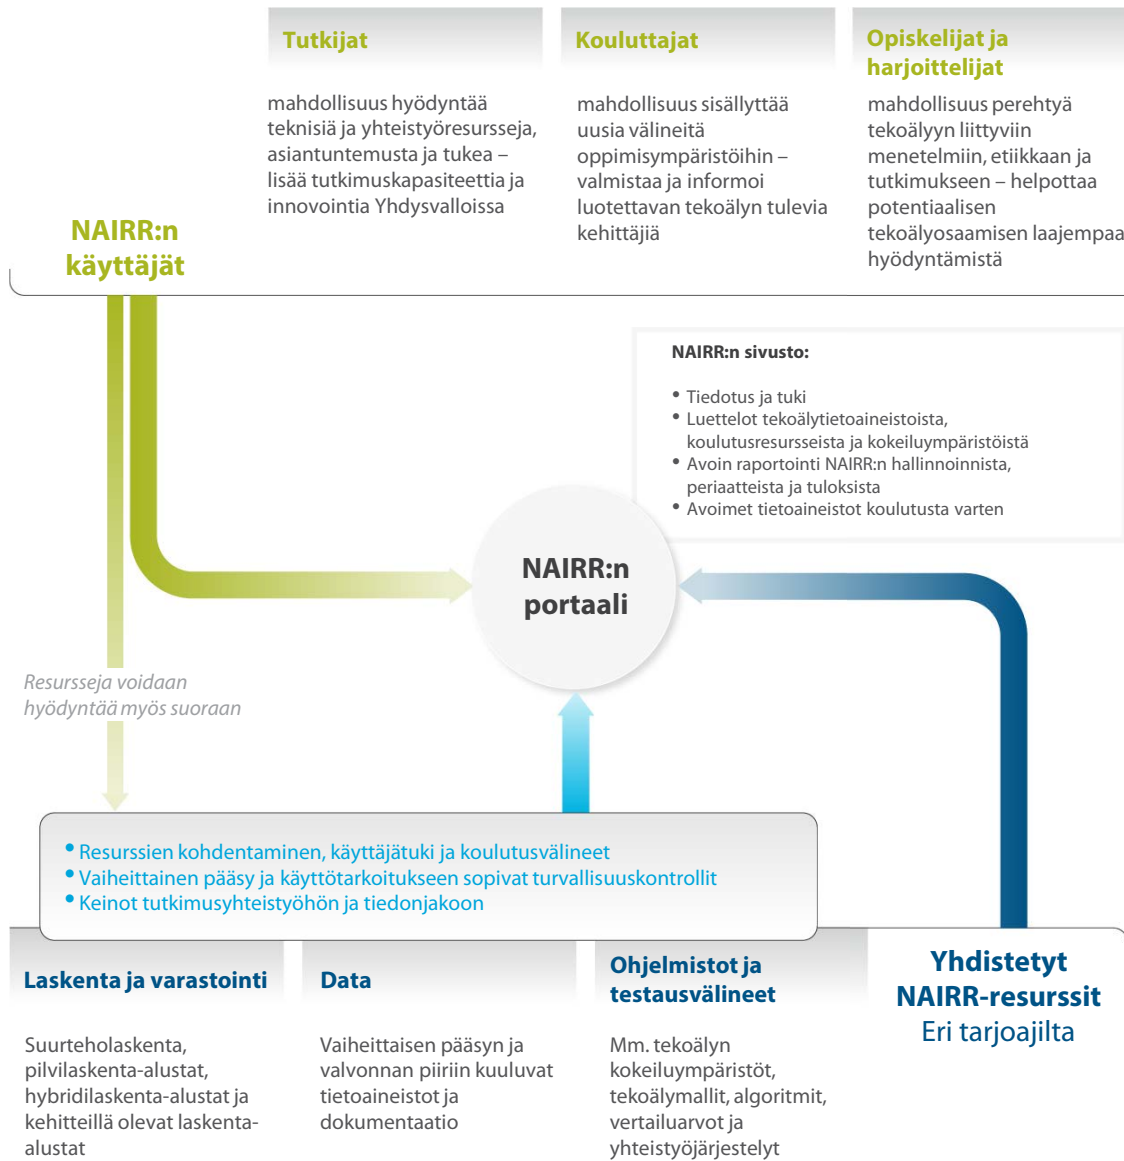 Tutkijat
mahdollisuus hyödyntää
teknisiä ja yhteistyöresursseja,
asiantuntemusta ja tukea –
lisää tutkimuskapasiteettia ja
innovointia Yhdysvalloissa
Kouluttajat
mahdollisuus sisällyttää
uusia välineitä
oppimisympäristöihin –
valmistaa ja informoi
luotettavan tekoälyn tulevia
kehittäjiä
Opiskelijat ja
harjoittelijat
mahdollisuus perehtyä
tekoälyyn liittyviin
menetelmiin, etiikkaan ja
tutkimukseen – helpottaa
potentiaalisen
tekoälyosaamisen laajempaa
hyödyntämistä
NAIRR:n
käyttäjät
NAIRR:n sivusto:
• Tiedotus ja tuki
• Luettelot tekoälytietoaineistoista,
koulutusresursseista ja kokeiluympäristöistä
• Avoin raportointi NAIRR:n hallinnoinnista,
periaatteista ja tuloksista
• Avoimet tietoaineistot koulutusta varten
NAIRR:n
portaali
Resursseja voidaan
hyödyntää myös suoraan
• Resurssien kohdentaminen, käyttäjätuki ja koulutusvälineet
• Vaiheittainen pääsy ja käyttötarkoitukseen sopivat turvallisuuskontrollit
• Keinot tutkimusyhteistyöhön ja tiedonjakoon
Laskenta ja varastointi
Suurteholaskenta,
pilvilaskenta-alustat,
hybridilaskenta-alustat ja
kehitteillä olevat laskenta-
alustat
Data
Vaiheittaisen pääsyn ja
valvonnan piiriin kuuluvat
tietoaineistot ja
dokumentaatio
Ohjelmistot ja
testausvälineet
Mm. tekoälyn
kokeiluympäristöt,
tekoälymallit, algoritmit,
vertailuarvot ja
yhteistyöjärjestelyt
Yhdistetyt
NAIRR-resurssit
Eri tarjoajilta